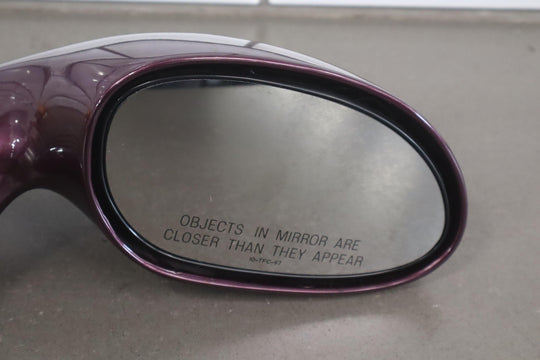 OBJECTS IN MIRROR ARE
CLOSER THAN THEY APPEAR